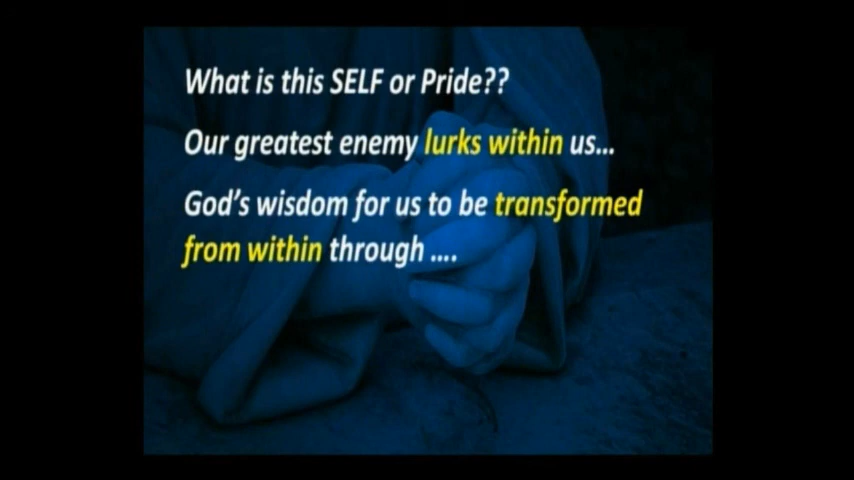 What is this SELF or Pride??
Our greatest enemy lurks within us...
God's wisdom for us to be transformed
from within through ....